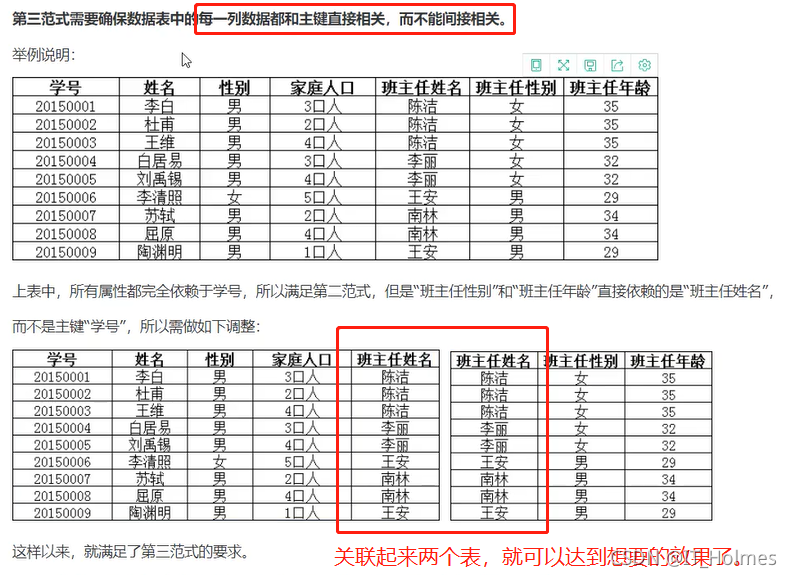 第三范式需要确保数据表中的每一列数据都和主键直接相关，而不能间接相关。
举例说明：
学号 姓名 性别 家庭人口 班主任姓名 班主任性别 班主任年龄
20150001 李白 男 3口人 陈洁 女 35
20150002 杜甫 男 2口人 陈洁 女 35
20150003 王维 男 4口人 陈洁 女 35
20150004 白居易 男 3口人 李丽 女 32
20150005 刘禹锡 男 4口人 李丽 女 32
20150006 李清照 女 5口人 王安 男 29
20150007 苏轼 男 2口人 南林 男 34
20150008 屈原 男 4口人 南林 男 34
20150009 陶渊明 男 1口人 王安 男 29
上表中，所有属性都完全依赖于学号，所以满足第二范式，但是“班主任性别”和“班主任年龄”直接依赖的是“班主任姓名”，
而不是主键“学号”，所以需做如下调整：
学号 姓名 性别 家庭人口 班主任姓名 班主任姓名 班主任性别 班主任年龄
20150001 李白 男 3口人 陈洁 陈洁 女 35
20150002 杜甫 男 2口人 陈洁 陈洁 女 35
20150003 王维 男 4口人 陈洁 陈洁 女 35
20150004 白居易 男 3口人 李丽 李丽 女 32
20150005 刘禹锡 男 4口人 李丽 李丽 女 32
20150006 李清照 女 5口人 王安 王安 男 29
20150007 苏轼 男 2口人 南林 南林 男 34
20150008 屈原 男 4口人 南林 南林 男 34
20150009 陶渊明 男 1口人 王安 王安 男 29
这样以来，就满足了第三范式的要求。
关联起来两个表，就可以达到想要的效果了。